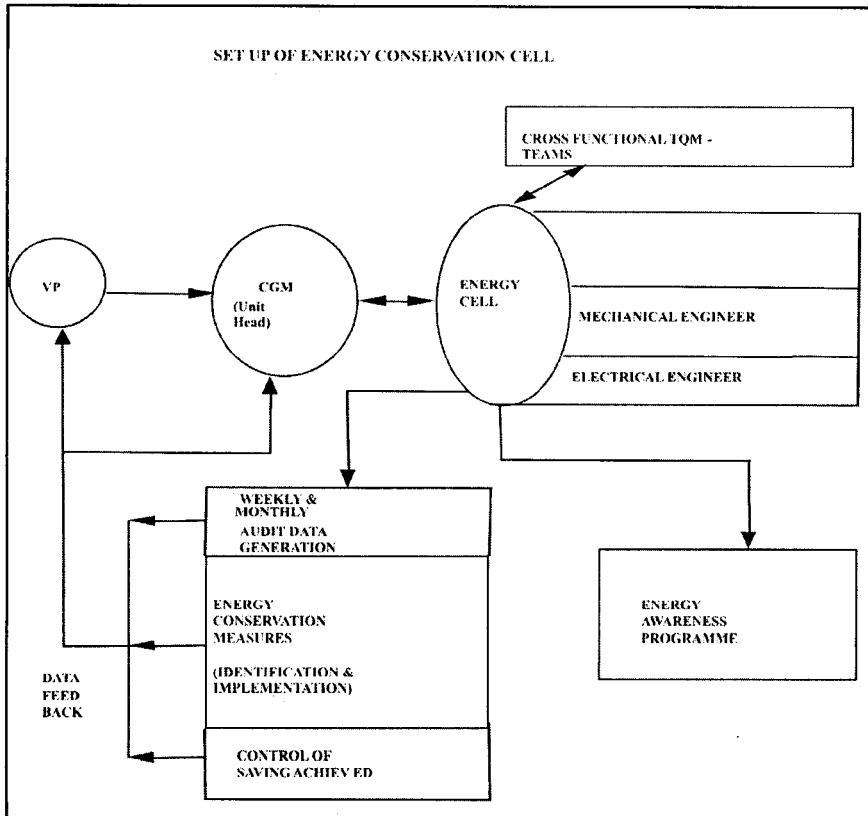 SET UP OF ENERGY CONSERVATION CELL
CROSS FUNCTIONAL TQM -
TEAMS
VP
CGM
(Unit
Head)
ENERGY
CELL
MECHANICAL ENGINEER
ELECTRICAL ENGINEER
WEEKLY &
MONTHLY
AUDIT DATA
GENERATION
ENERGY
CONSERVATION
MEASURES
(IDENTIFICATION &
IMPLEMENTATION)
CONTROL OF
SAVING ACHIEVED
DATA
FEED
BACK
ENERGY
AWARENESS
PROGRAMME